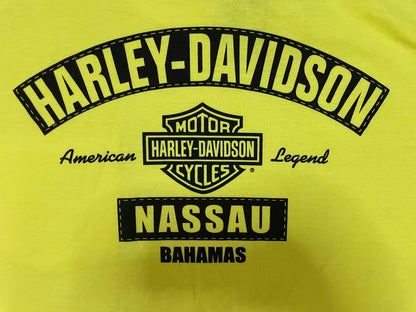 HARLEY-DAVIDSON
MOTOR
American HARLEY-DAVIDSON Legend
CYCLES ®
NASSAU
BAHAMAS